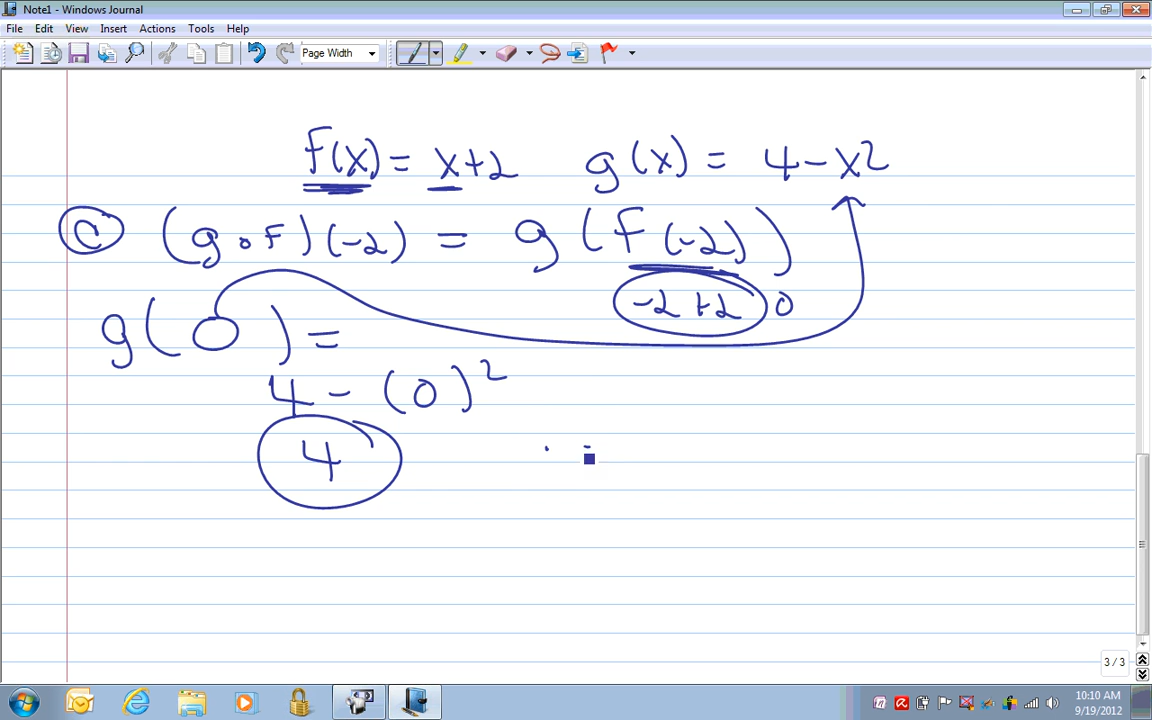 Note1 - Windows Journal
File Edit View Insert Actions Tools Help
Page Width
f(x) = x+2 g(x) = 4-x2
c (g∘f)(-2) = g(f(-2))
-2+2 0
g(0) =
4-(0)²
4
3/3
10:10 AM
9/19/2012